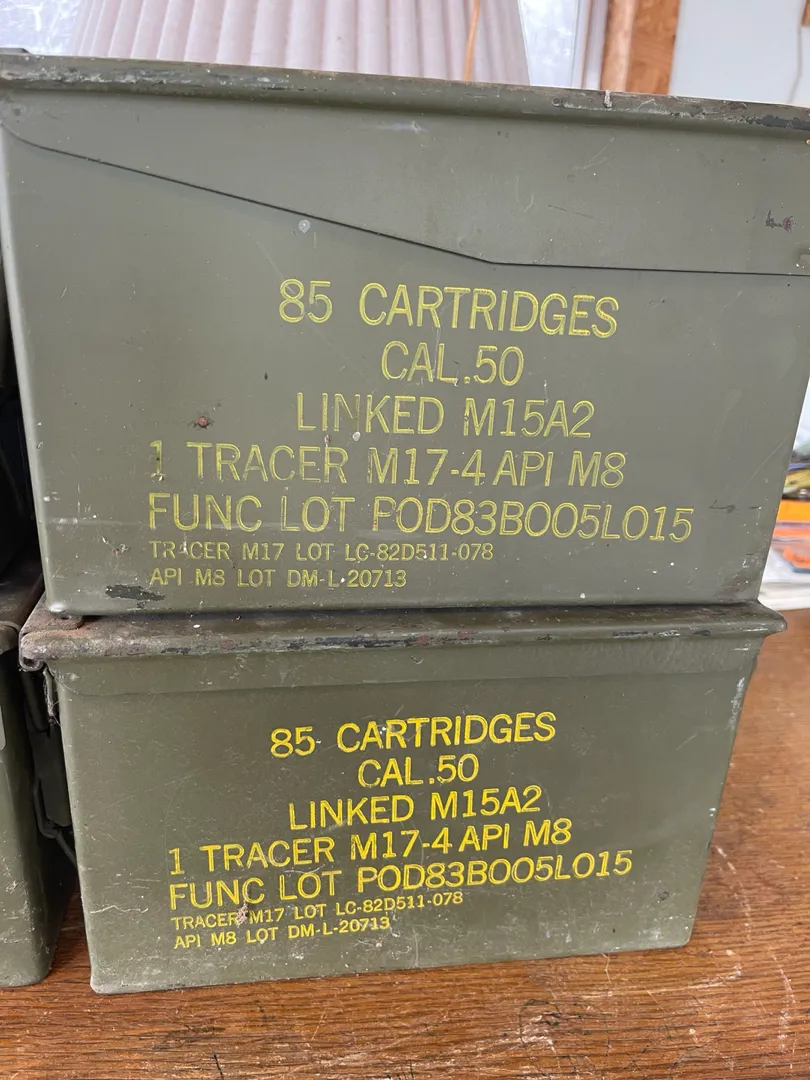 85 CARTRIDGES
CAL.50
LINKED M15A2
1 TRACER M17-4 API M8
FUNC LOT POD83B005L015
TRACER M17 LOT LC-82D511-078
API M8 LOT DM-L-20713
85 CARTRIDGES
CAL.50
LINKED M15A2
1 TRACER M17-4 API M8
FUNC LOT POD83B005L015
TRACER M17 LOT LC-82D511-078
API M8 LOT DM-L-20713